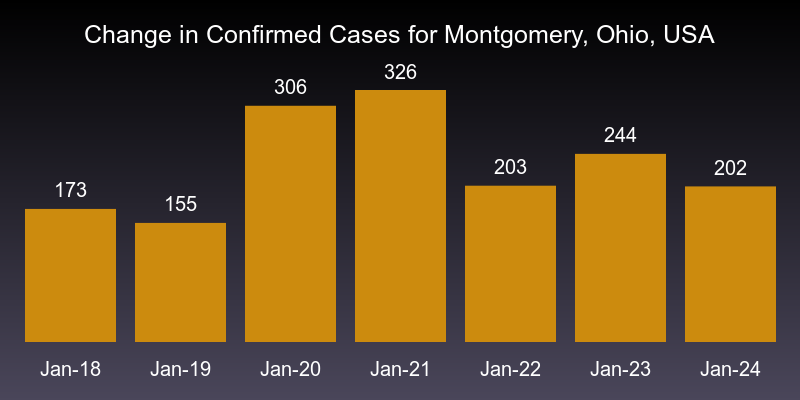 Change in Confirmed Cases for Montgomery, Ohio, USA
173
155
306
326
203
244
202
Jan-18
Jan-19
Jan-20
Jan-21
Jan-22
Jan-23
Jan-24